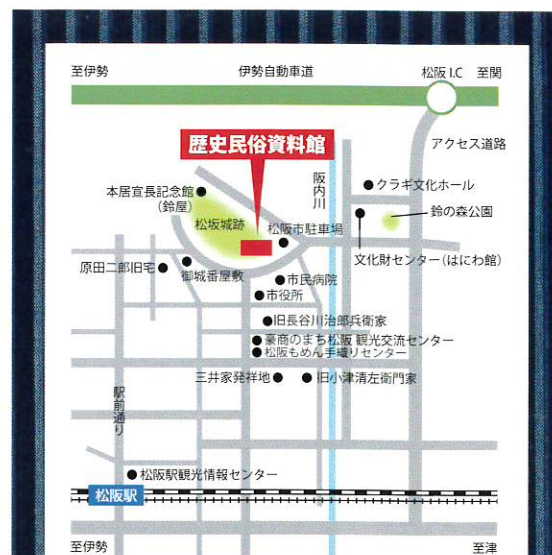 至伊勢
伊勢自動車道
松阪 I.C
至関
アクセス道路
歴史民俗資料館
阪内川
本居宣長記念館
(鈴屋)
クラギ文化ホール
鈴の森公園
松坂城跡
松阪市駐車場
文化財センター(はにわ館)
原田二郎旧宅
御城番屋敷
市民病院
市役所
旧長谷川治郎兵衛家
豪商のまち松阪 観光交流センター
松阪もめん手織りセンター
三井家発祥地
旧小津清左衛門家
駅前通り
松阪駅観光情報センター
松阪駅
至伊勢
至津